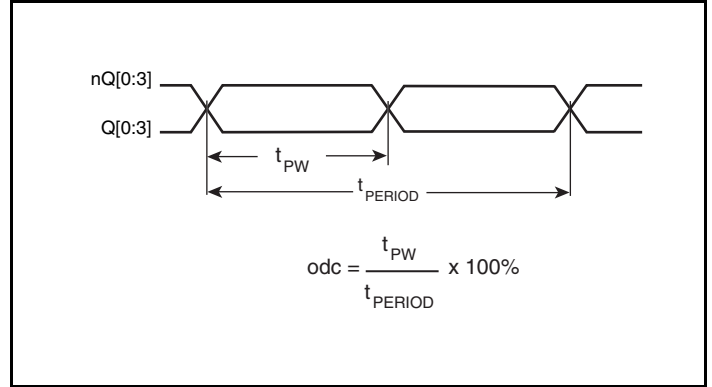 nQ[0:3]
Q[0:3]
tPW
tPERIOD
odc = tPW / tPERIOD x 100%